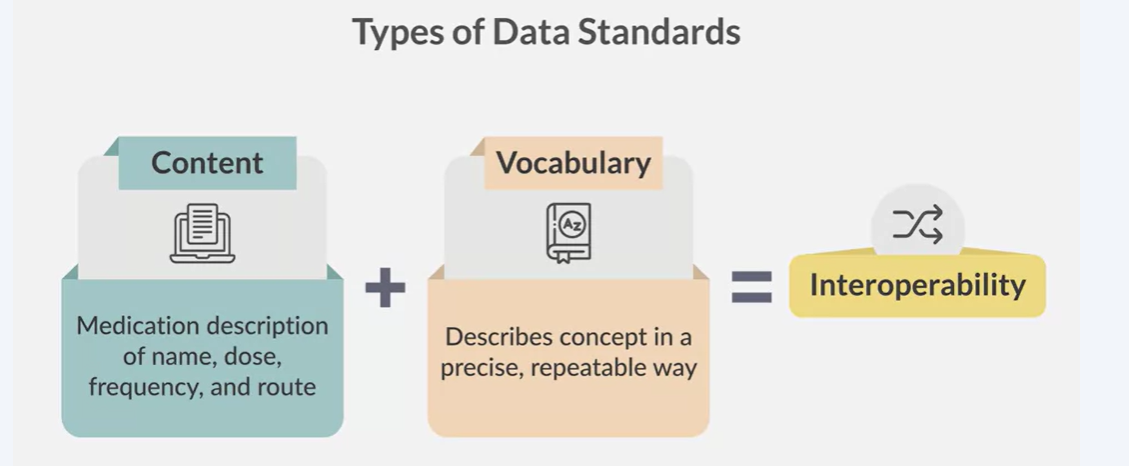 Types of Data Standards
Content
Medication description
of name, dose,
frequency, and route
+
Vocabulary
AZ
Describes concept in a
precise, repeatable way
=
Interoperability